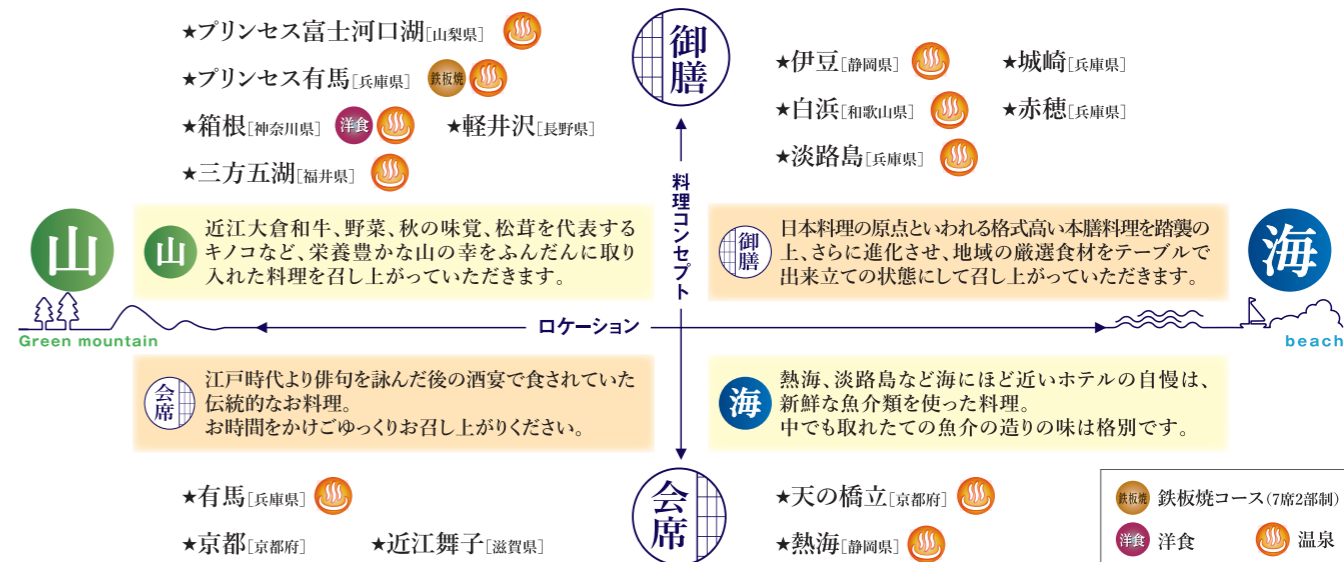 ★プリンセス富士河口湖[山梨県]
★プリンセス有馬[兵庫県] 鉄板焼
★箱根[神奈川県] 洋食 ★軽井沢[長野県]
★三方五湖[福井県]
御膳
★伊豆[静岡県] ★城崎[兵庫県]
★白浜[和歌山県] ★赤穂[兵庫県]
★淡路島[兵庫県]
料理コンセプト
山
山
近江大倉和牛、野菜、秋の味覚、松茸を代表する
キノコなど、栄養豊かな山の幸をふんだんに取り
入れた料理を召し上がっていただきます。
御膳
日本料理の原点といわれる格式高い本膳料理を踏襲の
上、さらに進化させ、地域の厳選食材をテーブルで
出来立ての状態にして召し上がっていただきます。
海
Green mountain
ロケーション
beach
会席
江戸時代より俳句を詠んだ後の酒宴で食されていた
伝統的なお料理。
お時間をかけごゆっくりお召し上がりください。
海
熱海、淡路島など海にほど近いホテルの自慢は、
新鮮な魚介類を使った料理。
中でも取れたての魚介の造りの味は格別です。
★有馬[兵庫県]
★京都[京都府] ★近江舞子[滋賀県]
会席
★天の橋立[京都府]
★熱海[静岡県]
鉄板焼 鉄板焼コース(7席2部制)
洋食 洋食 温泉